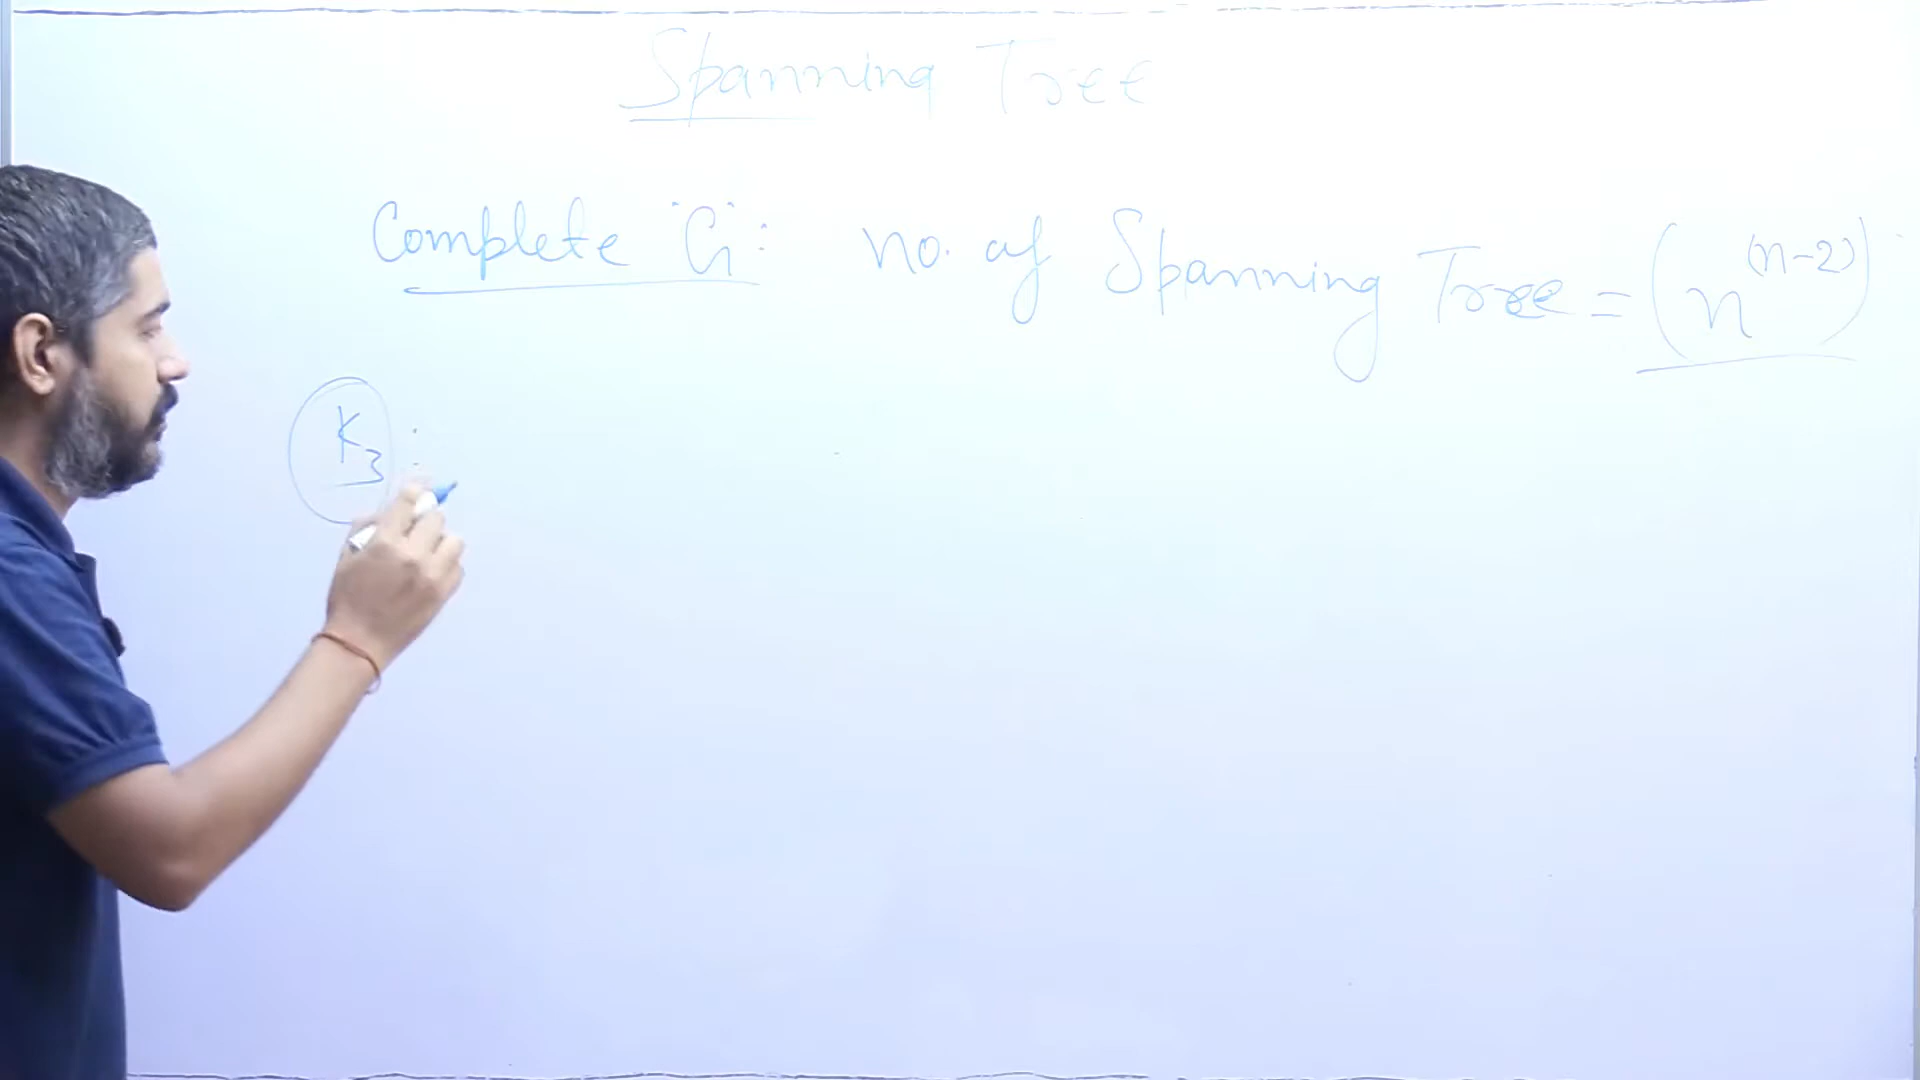 Spanning Tree
Complete G: no. of Spanning Tree = (n^(n-2))
K₃ :